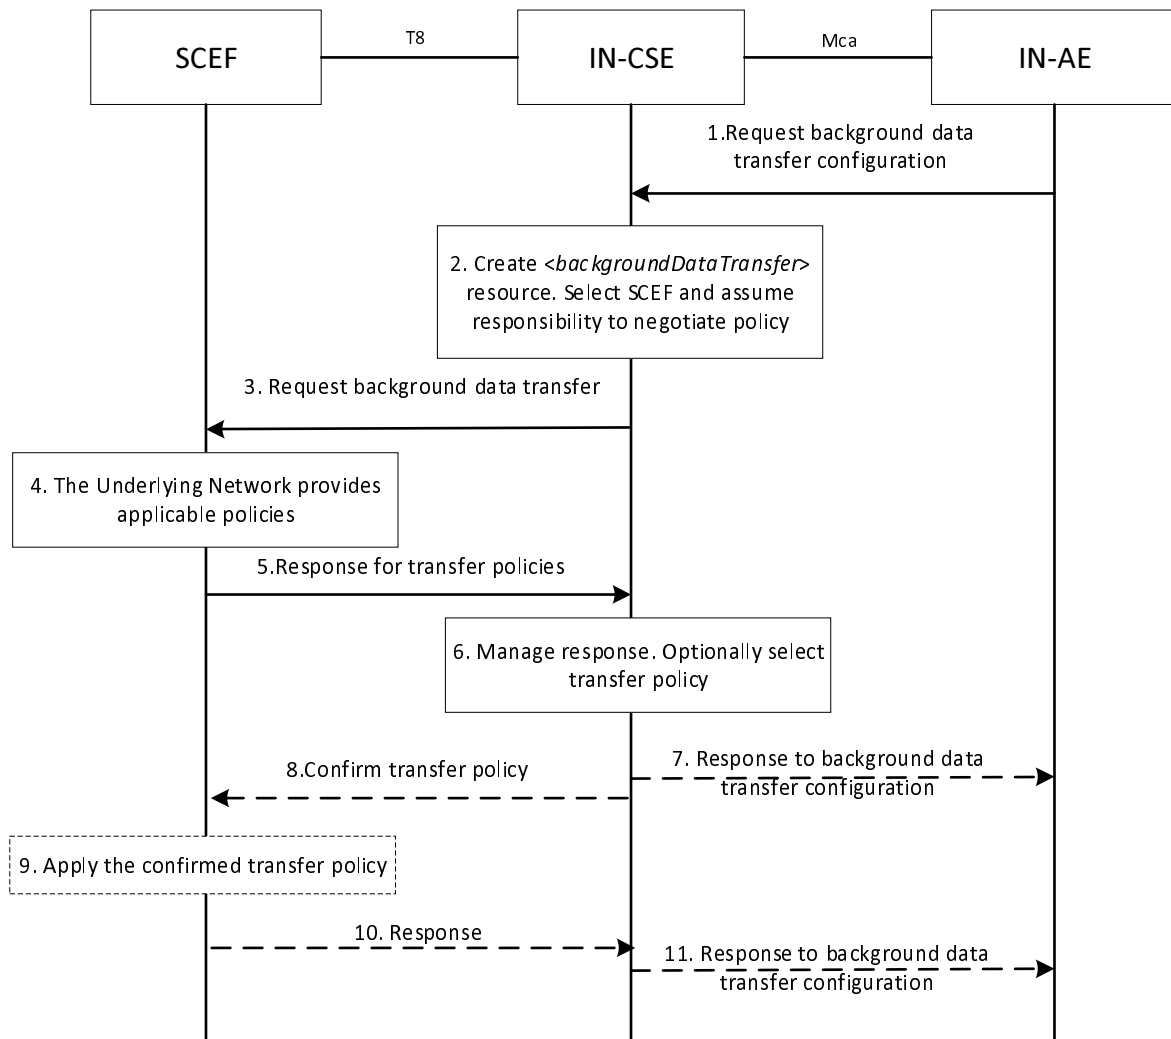 SCEF
T8
IN-CSE
Mca
IN-AE
1.Request background data
transfer configuration
2. Create <backgroundDataTransfer>
resource. Select SCEF and assume
responsibility to negotiate policy
3. Request background data transfer
4. The Underlying Network provides
applicable policies
5.Response for transfer policies
6. Manage response. Optionally select
transfer policy
7. Response to background data
transfer configuration
8.Confirm transfer policy
9. Apply the confirmed transfer policy
10. Response
11. Response to background data
transfer configuration